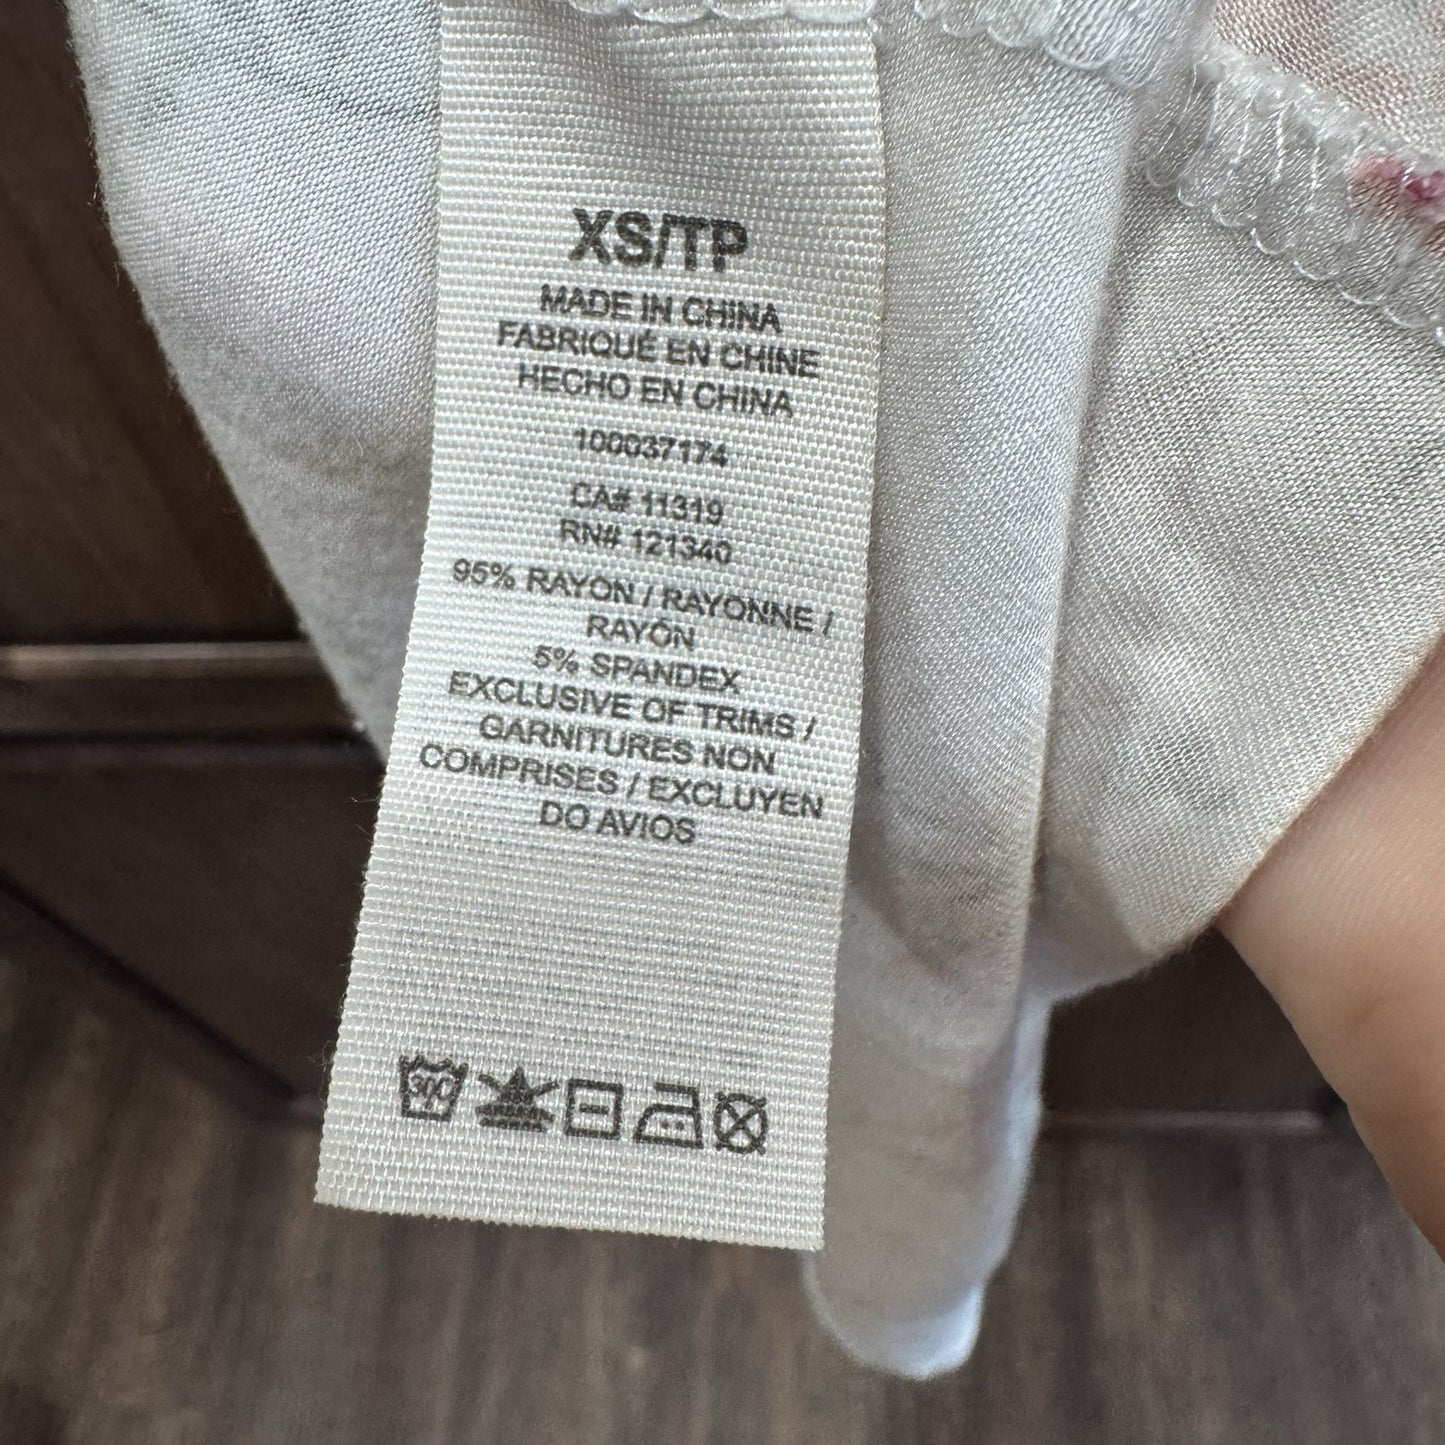 XS/TP
MADE IN CHINA
FABRIQUÉ EN CHINE
HECHO EN CHINA
100037174
CA# 11319
RN# 121340
95% RAYON / RAYONNE /
RAYÓN
5% SPANDEX
EXCLUSIVE OF TRIMS /
GARNITURES NON
COMPRISES / EXCLUYEN
DO AVIOS
30C